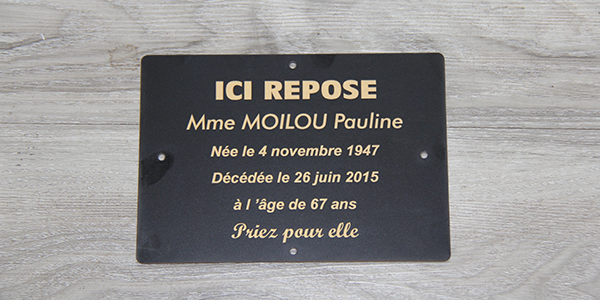 ICI REPOSE
Mme MOILOU Pauline
Née le 4 novembre 1947
Décédée le 26 juin 2015
à l 'âge de 67 ans
Priez pour elle